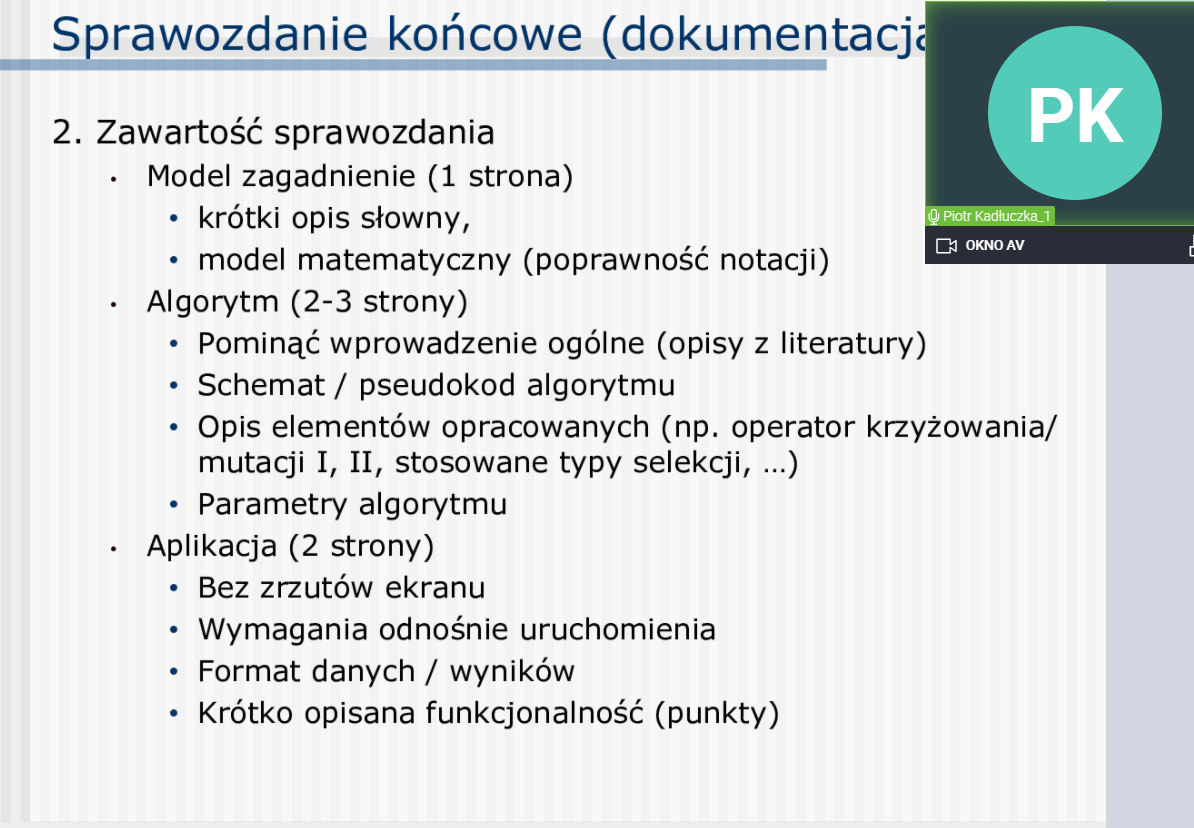 Sprawozdanie końcowe (dokumentacja
2. Zawartość sprawozdania
• Model zagadnienie (1 strona)
• krótki opis słowny,
• model matematyczny (poprawność notacji)
• Algorytm (2-3 strony)
• Pominąć wprowadzenie ogólne (opisy z literatury)
• Schemat / pseudokod algorytmu
• Opis elementów opracowanych (np. operator krzyżowania/
mutacji I, II, stosowane typy selekcji, …)
• Parametry algorytmu
• Aplikacja (2 strony)
• Bez zrzutów ekranu
• Wymagania odnośnie uruchomienia
• Format danych / wyników
• Krótko opisana funkcjonalność (punkty)
PK
Piotr Kadłuczka_1
OKNO AV